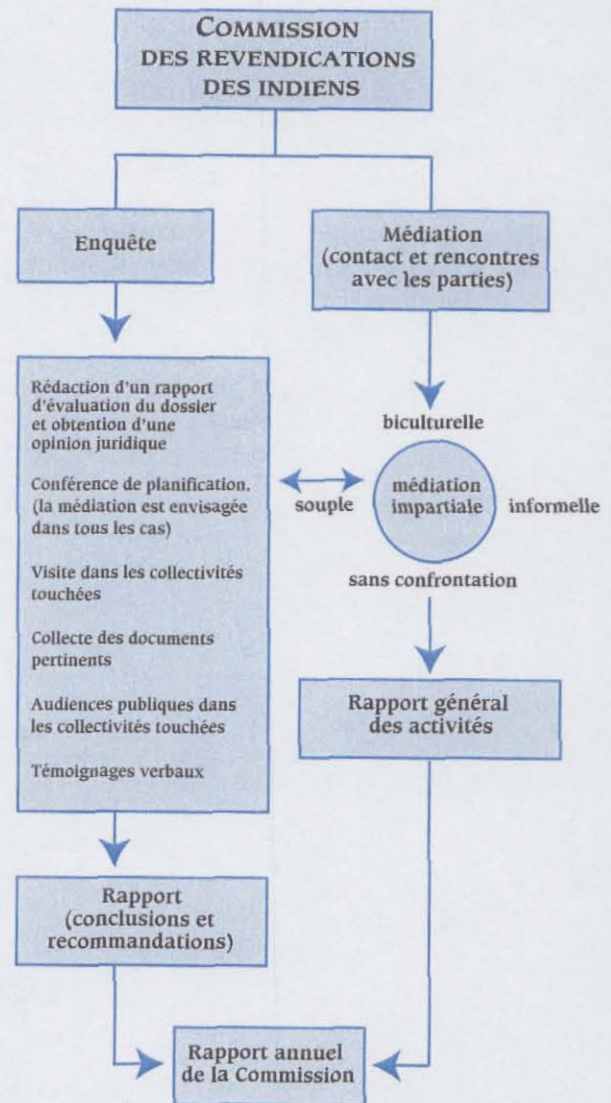 COMMISSION
DES REVENDICATIONS
DES INDIENS
Enquête
Médiation
(contact et rencontres
avec les parties)
Rédaction d'un rapport
d'évaluation du dossier
et obtention d'une
opinion juridique
Conférence de planification.
(la médiation est envisagée
dans tous les cas)
Visite dans les collectivités
touchées
Collecte des documents
pertinents
Audiences publiques dans
les collectivités touchées
Témoignages verbaux
biculturelle
souple
médiation
impartiale
informelle
sans confrontation
Rapport général
des activités
Rapport
(conclusions et
recommandations)
Rapport annuel
de la Commission